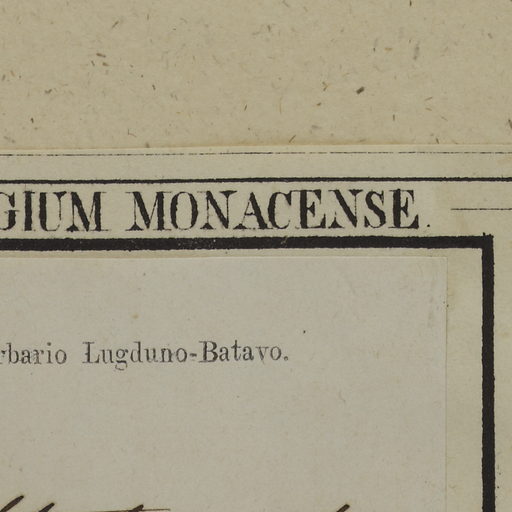 GIUM MONACENSE.
rbario Lugduno-Batavo.